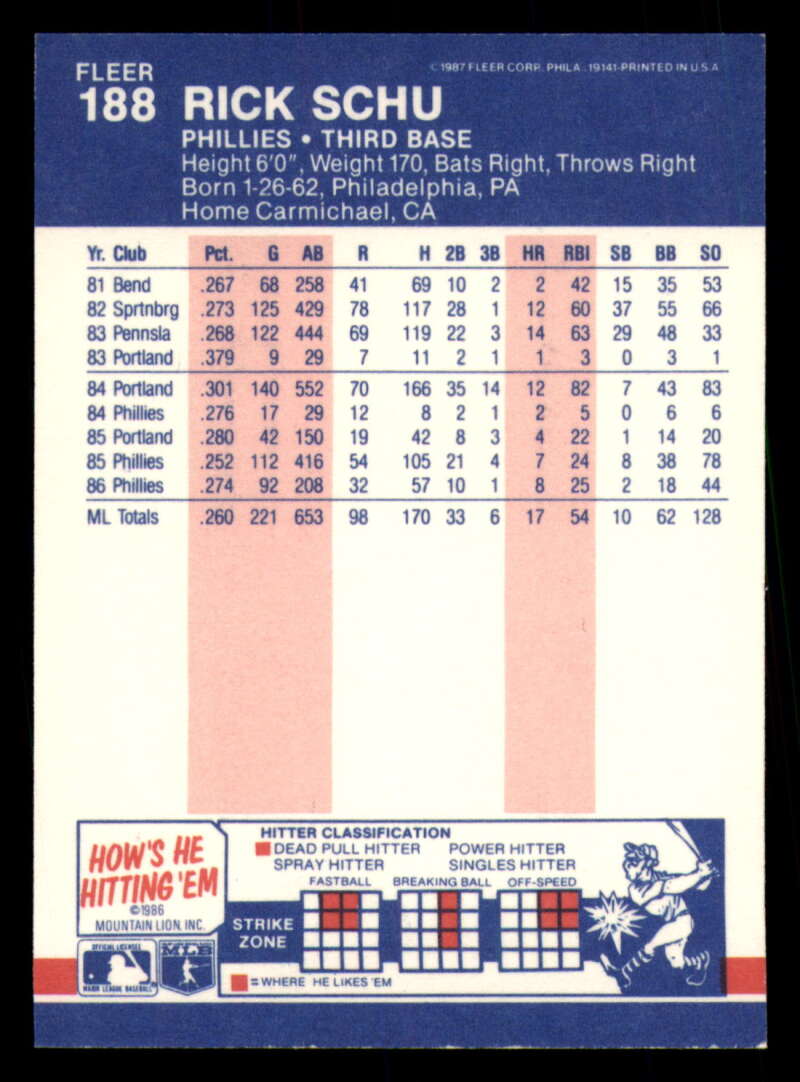 FLEER
© 1987 FLEER CORP. PHILA., 19141-PRINTED IN U.S.A
188 RICK SCHU
PHILLIES • THIRD BASE
Height 6'0", Weight 170, Bats Right, Throws Right
Born 1-26-62, Philadelphia, PA
Home Carmichael, CA
Yr. Club Pct. G AB R H 2B 3B HR RBI SB BB SO
81 Bend .267 68 258 41 69 10 2 2 42 15 35 53
82 Sprtnbrg .273 125 429 78 117 28 1 12 60 37 55 66
83 Pennsla .268 122 444 69 119 22 3 14 63 29 48 33
83 Portland .379 9 29 7 11 2 1 1 3 0 3 1
84 Portland .301 140 552 70 166 35 14 12 82 7 43 83
84 Phillies .276 17 29 12 8 2 1 2 5 0 6 6
85 Portland .280 42 150 19 42 8 3 4 22 1 14 20
85 Phillies .252 112 416 54 105 21 4 7 24 8 38 78
86 Phillies .274 92 208 32 57 10 1 8 25 2 18 44
ML Totals .260 221 653 98 170 33 6 17 54 10 62 128
HOW'S HE
HITTING 'EM
©1986
MOUNTAIN LION, INC.
HITTER CLASSIFICATION
DEAD PULL HITTER POWER HITTER
SPRAY HITTER SINGLES HITTER
FASTBALL BREAKING BALL OFF-SPEED
STRIKE
ZONE
= WHERE HE LIKES 'EM
OFFICIAL LICENSEE
MAJOR LEAGUE BASEBALL
MLB